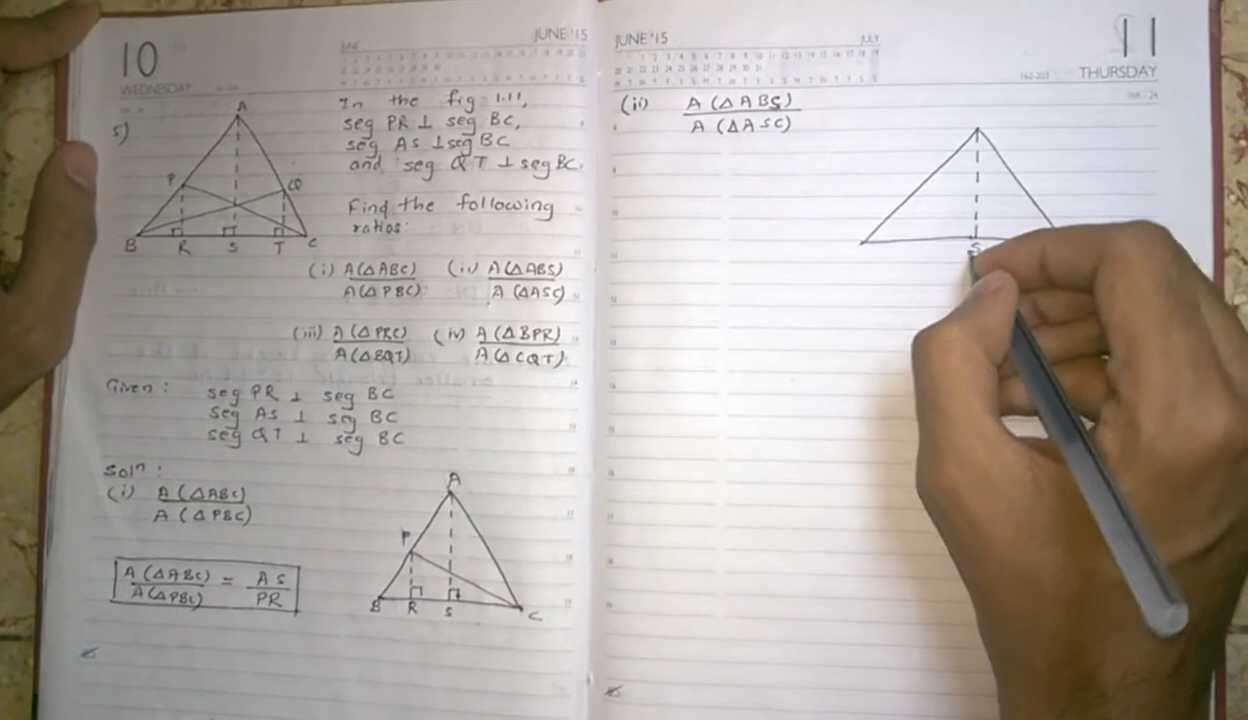 10
JUNE '15
WEDNESDAY
5)
A
P
Q
B R S T C
In the fig 1.11,
seg PR ⊥ seg BC,
seg AS ⊥ seg BC
and seg QT ⊥ seg BC.
Find the following
ratios:
(i) A(△ABC) (ii) A(△ABS)
A(△PBC) A(△ASC)
(iii) A(△PRC) (iv) A(△BPR)
A(△BQT) A(△CQT)
Given: seg PR ⊥ seg BC
seg AS ⊥ seg BC
seg QT ⊥ seg BC
Solⁿ:
(i) A(△ABC)
A(△PBC)
A(△ABC) = AS
A(△PBC) PR
A
P
B R S C
JUNE '15
JULY
11
THURSDAY
(ii) A(△ABS)
A(△ASC)
S